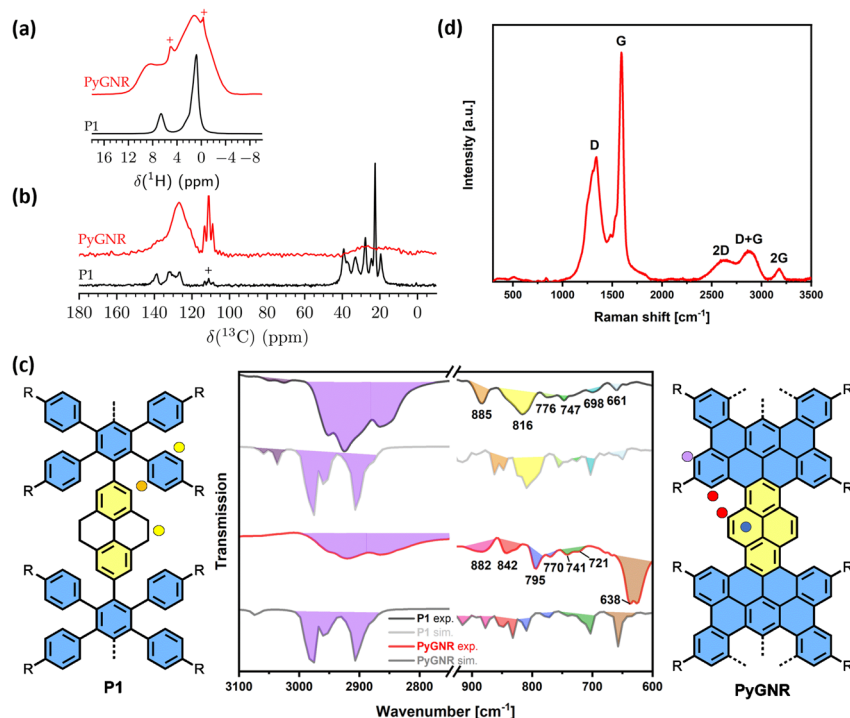 (a)
PyGNR
+
+
P1
16 12 8 4 0 −4 −8
δ(¹H) (ppm)
(b)
PyGNR
P1
+
180 160 140 120 100 80 60 40 20 0
δ(¹³C) (ppm)
(d)
Intensity [a.u.]
D
G
2D
D+G
2G
500 1000 1500 2000 2500 3000 3500
Raman shift [cm⁻¹]
(c)
R
R
R
R
R
R
R
R
P1
Transmission
885
816
776
747
698
661
882
842
795
770
741
721
638
P1 exp.
P1 sim.
PyGNR exp.
PyGNR sim.
3100 3000 2900 2800 900 800 700 600
Wavenumber [cm⁻¹]
R
R
R
R
R
R
R
R
PyGNR